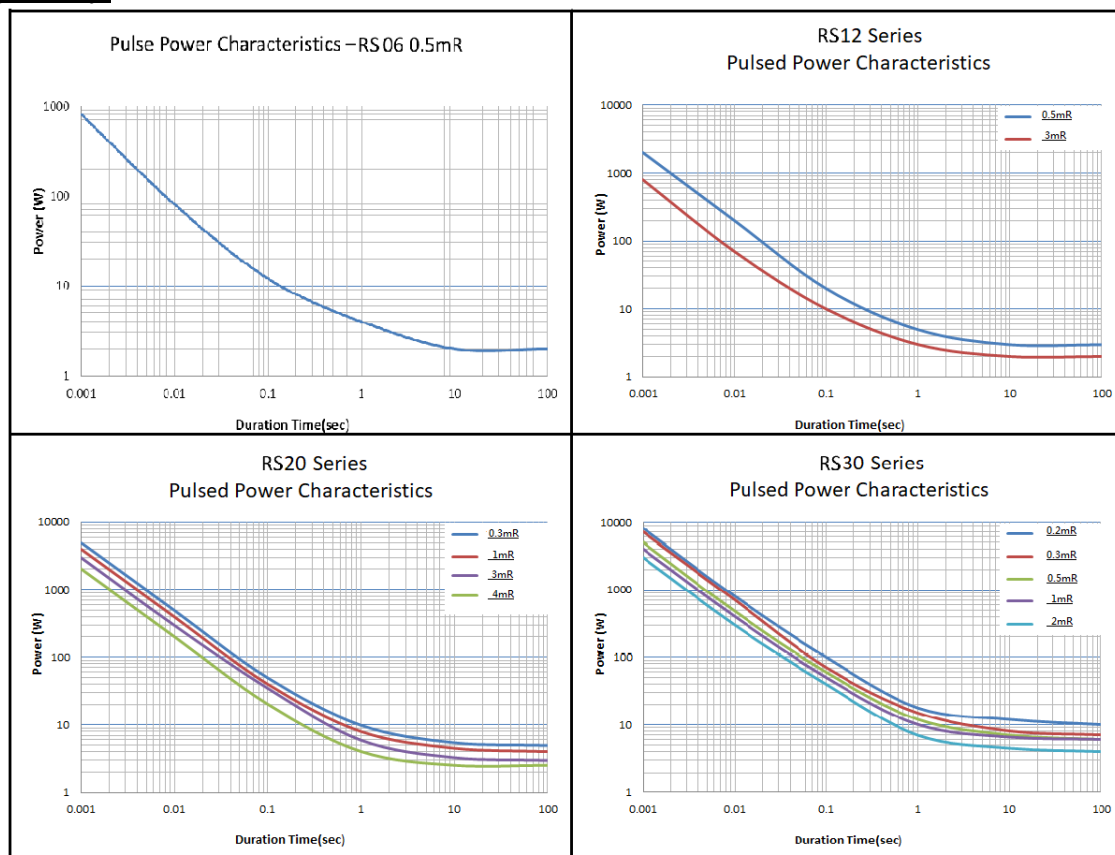 Pulse Power Characteristics –RS06 0.5mR
1000
100
10
1
Power (W)
0.001 0.01 0.1 1 10 100
Duration Time(sec)
RS12 Series
Pulsed Power Characteristics
10000
1000
100
10
1
Power (W)
0.5mR
3mR
0.001 0.01 0.1 1 10 100
Duration Time(sec)
RS20 Series
Pulsed Power Characteristics
10000
1000
100
10
1
Power (W)
0.3mR
1mR
3mR
4mR
0.001 0.01 0.1 1 10 100
Duration Time(sec)
RS30 Series
Pulsed Power Characteristics
10000
1000
100
10
1
Power (W)
0.2mR
0.3mR
0.5mR
1mR
2mR
0.001 0.01 0.1 1 10 100
Duration Time(sec)